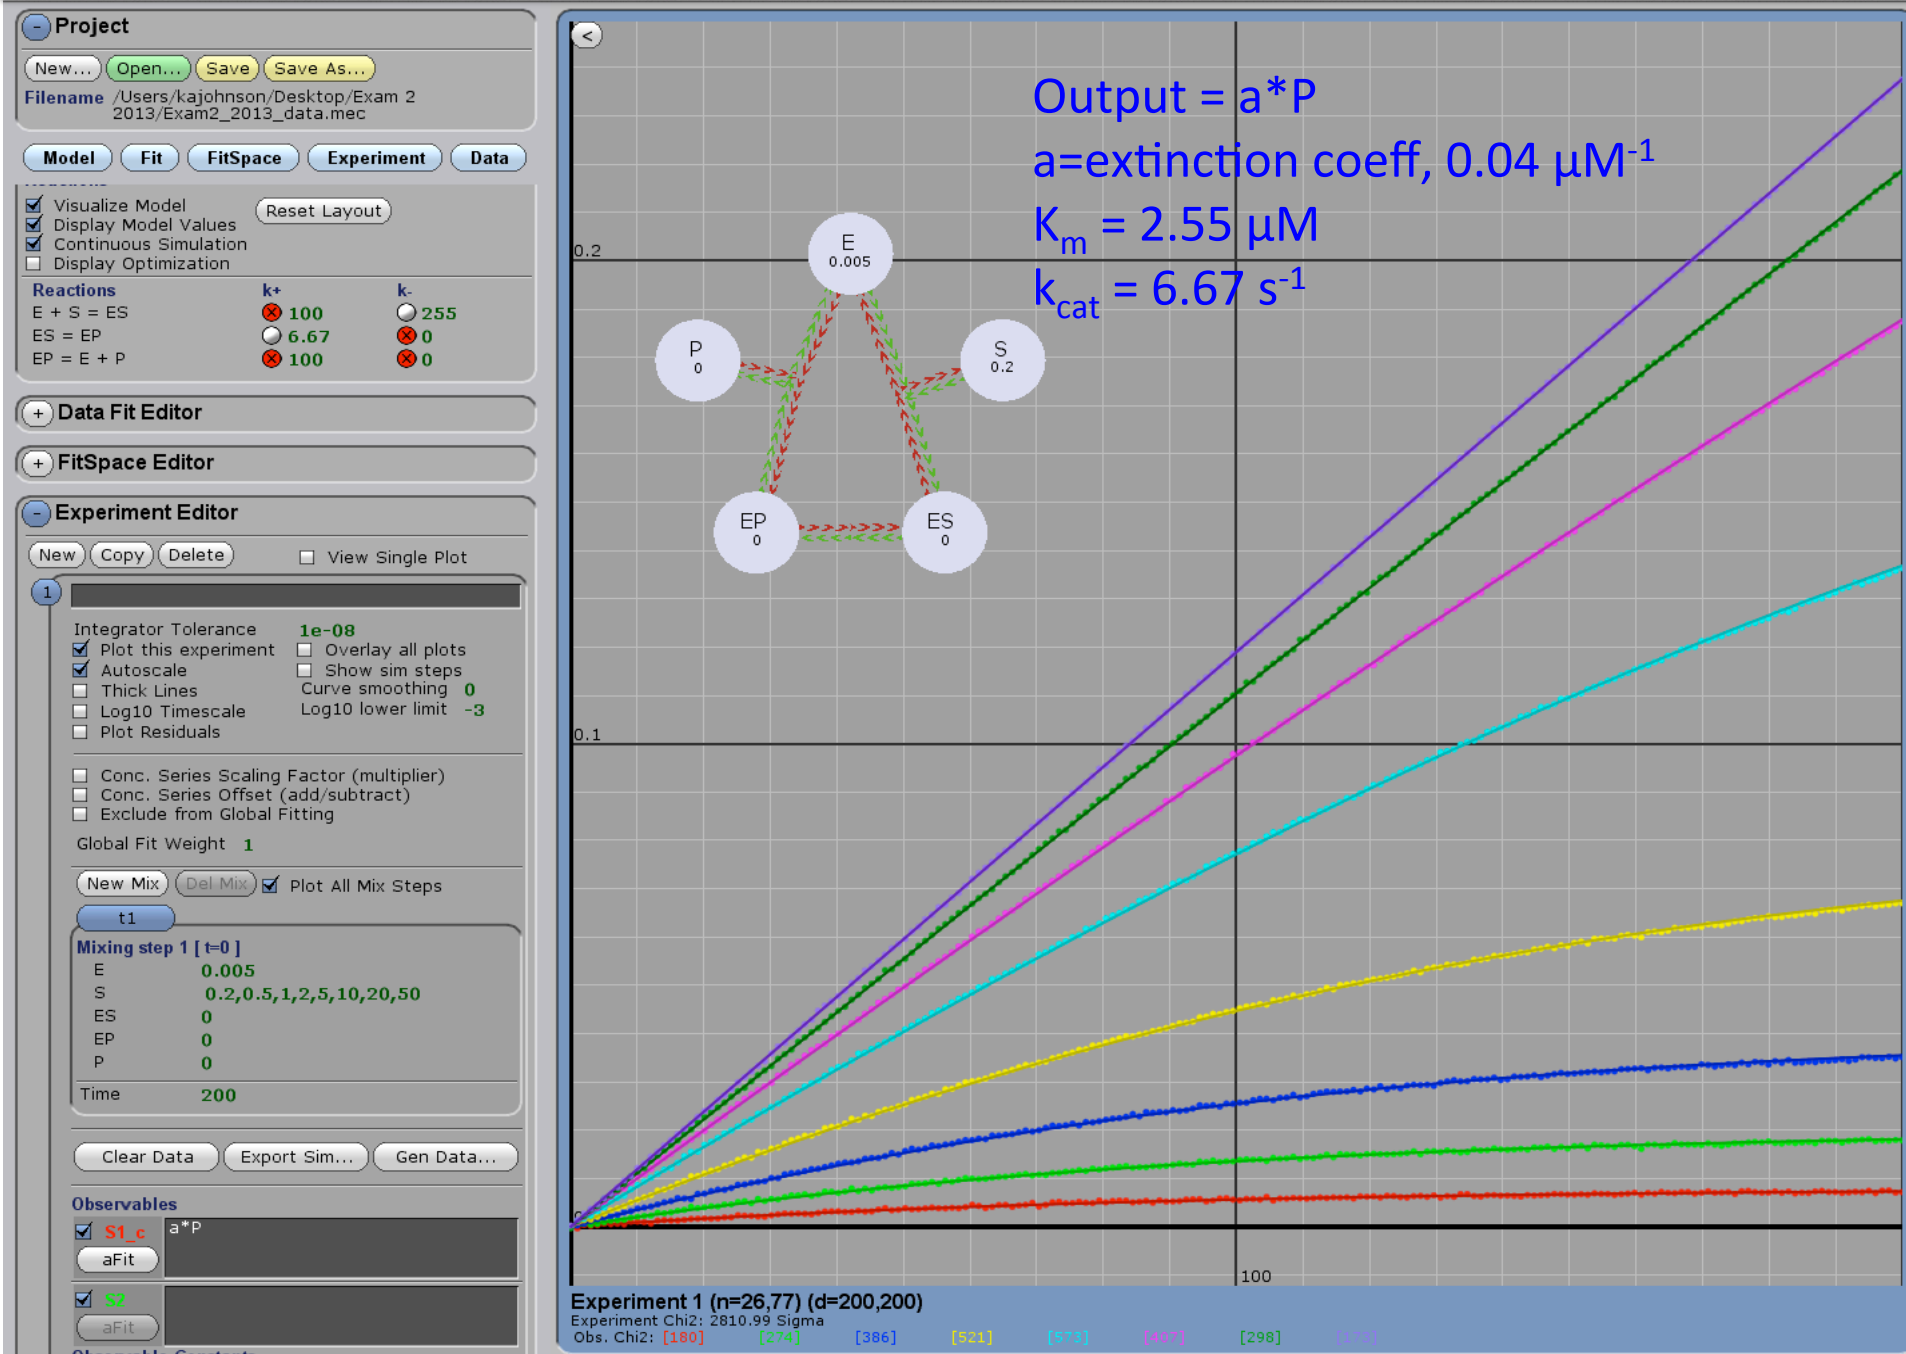 Project
New... Open... Save Save As...
Filename /Users/kajohnson/Desktop/Exam 2
2013/Exam2_2013_data.mec
Model Fit FitSpace Experiment Data
Visualize Model Reset Layout
Display Model Values
Continuous Simulation
Display Optimization
Reactions k+ k-
E + S = ES 100 255
ES = EP 6.67 0
EP = E + P 100 0
+ Data Fit Editor
+ FitSpace Editor
- Experiment Editor
New Copy Delete View Single Plot
1
Integrator Tolerance 1e-08
Plot this experiment Overlay all plots
Autoscale Show sim steps
Thick Lines Curve smoothing 0
Log10 Timescale Log10 lower limit -3
Plot Residuals
Conc. Series Scaling Factor (multiplier)
Conc. Series Offset (add/subtract)
Exclude from Global Fitting
Global Fit Weight 1
New Mix Del Mix Plot All Mix Steps
t1
Mixing step 1 [ t=0 ]
E 0.005
S 0.2,0.5,1,2,5,10,20,50
ES 0
EP 0
P 0
Time 200
Clear Data Export Sim... Gen Data...
Observables
S1_c a*P
aFit
S2
aFit
<
Output = a*P
a=extinction coeff, 0.04 µM-1
Km = 2.55 µM
kcat = 6.67 s-1
E
0.005
P
0
S
0.2
EP
0
ES
0
0.2
0.1
0
100
Experiment 1 (n=26,77) (d=200,200)
Experiment Chi2: 2810.99 Sigma
Obs. Chi2: [180] [274] [386] [521] [573] [407] [298] [173]